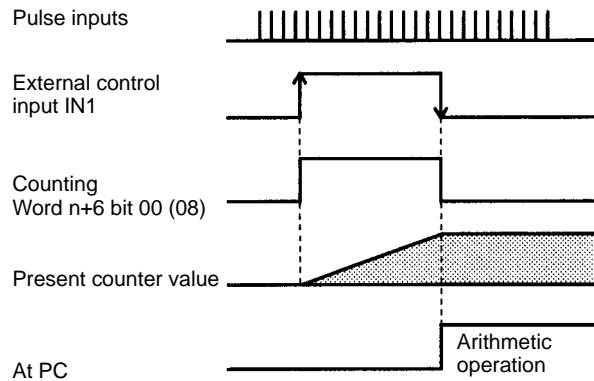 Pulse inputs
External control
input IN1
Counting
Word n+6 bit 00 (08)
Present counter value
At PC
Arithmetic
operation